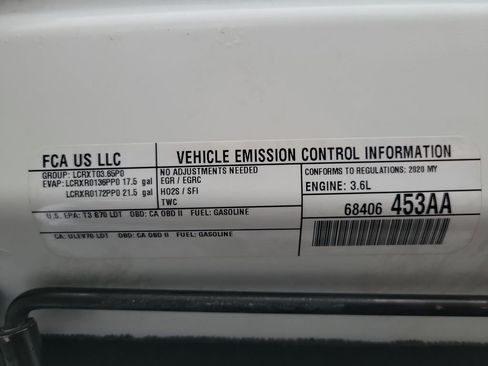 FCA US LLC
VEHICLE EMISSION CONTROL INFORMATION
GROUP: LCRXT03.65P0
EVAP: LCRXR0136PP0 17.5 gal
LCRXR0172PP0 21.5 gal
NO ADJUSTMENTS NEEDED
EGR / EGRC
HO2S / SFI
TWC
CONFORMS TO REGULATIONS: 2020 MY
ENGINE: 3.6L
U.S. EPA: T3 B70 LDT OBD: CA OBD II FUEL: GASOLINE
CA: ULEV70 LDT OBD: CA OBD II FUEL: GASOLINE
68406 453AA